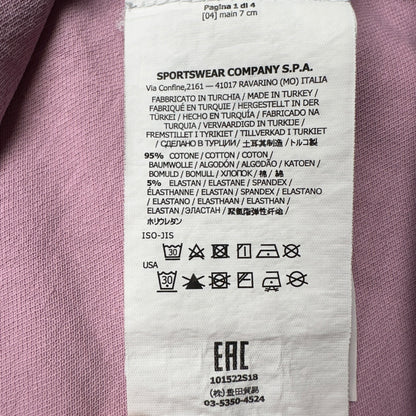 Pagina 1 di 4
[04] main 7 cm
SPORTSWEAR COMPANY S.P.A.
Via Confine,2161 — 41017 RAVARINO (MO) ITALIA
FABBRICATO IN TURCHIA / MADE IN TURKEY /
FABRIQUÉ EN TURQUIE / HERGESTELLT IN DER
TÜRKEI / HECHO EN TURQUÍA / FABRICADO NA
TURQUIA / VERVAARDIGD IN TURKIJE /
FREMSTILLET I TYRKIET / TILLVERKAD I TURKIET
/ СДЕЛАНО В ТУРЦИИ/ 土耳其制造 / トルコ製
95% COTONE / COTTON / COTON /
BAUMWOLLE / ALGODÓN / ALGODÃO / KATOEN /
BOMULD / BOMULL / ХЛОПОК / 棉 / 綿
5% ELASTAN / ELASTANE / SPANDEX /
ÉLASTHANNE / ELASTAN / SPANDEX / ELASTANO
/ ELASTANO / ELASTHAAN / ELASTHAN /
ELASTAN / ЭЛАСТАН / 聚氨酯弹性纤维 /
ポリウレタン
ISO-JIS
30
USA
30
EAC
101522S18
(株) 豊田貿易
03-5350-4524